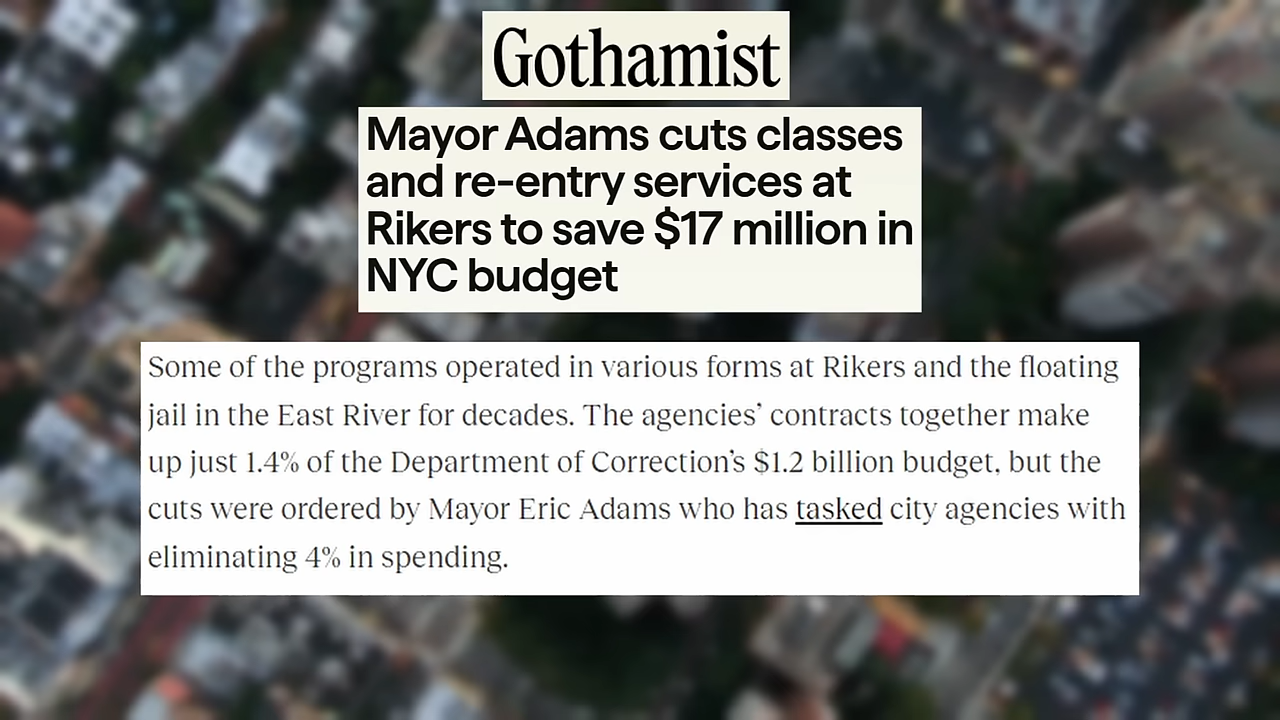 Gothamist
Mayor Adams cuts classes
and re-entry services at
Rikers to save $17 million in
NYC budget
Some of the programs operated in various forms at Rikers and the floating
jail in the East River for decades. The agencies’ contracts together make
up just 1.4% of the Department of Correction’s $1.2 billion budget, but the
cuts were ordered by Mayor Eric Adams who has tasked city agencies with
eliminating 4% in spending.